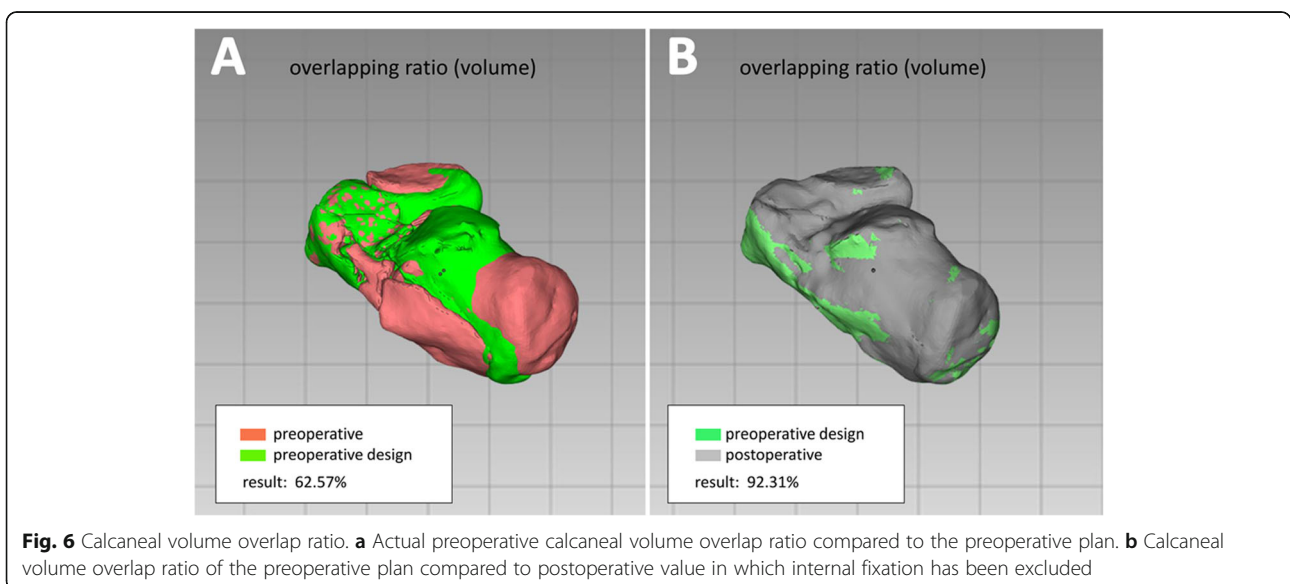 A
overlapping ratio (volume)
preoperative
preoperative design
result: 62.57%
B
overlapping ratio (volume)
preoperative design
postoperative
result: 92.31%
Fig. 6 Calcaneal volume overlap ratio. a Actual preoperative calcaneal volume overlap ratio compared to the preoperative plan. b Calcaneal
volume overlap ratio of the preoperative plan compared to postoperative value in which internal fixation has been excluded